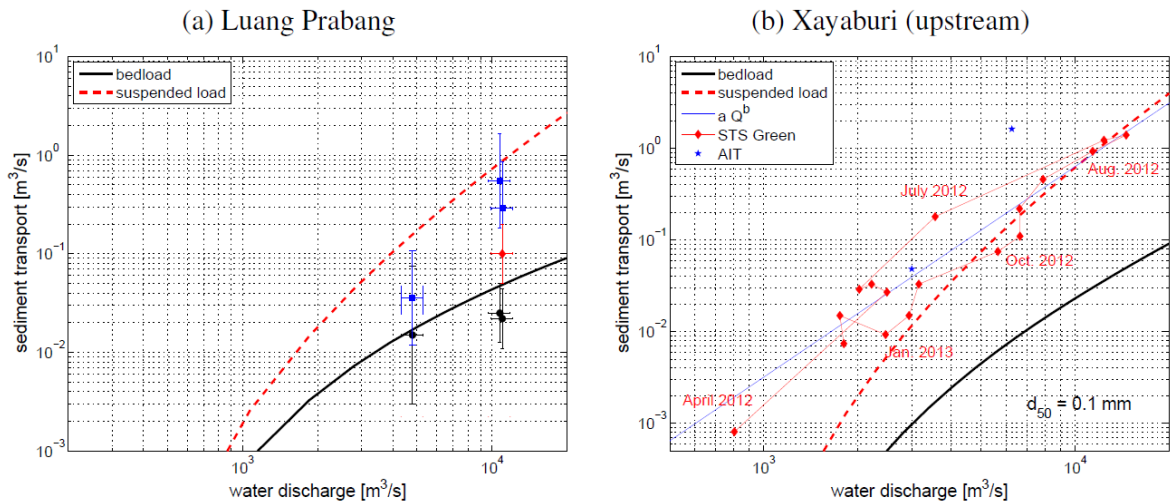 (a) Luang Prabang
(b) Xayaburi (upstream)
10^1
10^0
10^-1
10^-2
10^-3
sediment transport [m^3/s]
bedload
suspended load
10^3
10^4
water discharge [m^3/s]
10^1
10^0
10^-1
10^-2
10^-3
sediment transport [m^3/s]
bedload
suspended load
a Q^b
STS Green
AIT
July 2012
Aug. 2012
Oct. 2012
Jan. 2013
April 2012
d_50 = 0.1 mm
10^3
10^4
water discharge [m^3/s]